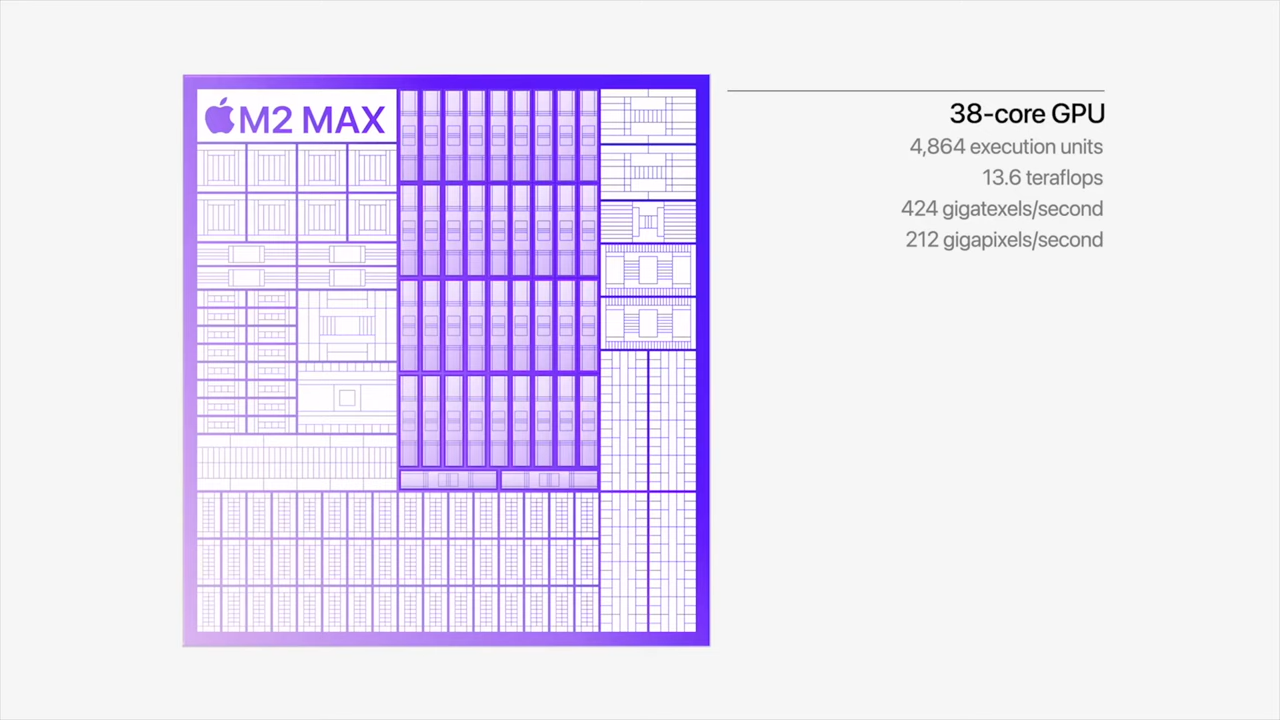 M2 MAX
38-core GPU
4,864 execution units
13.6 teraflops
424 gigatexels/second
212 gigapixels/second